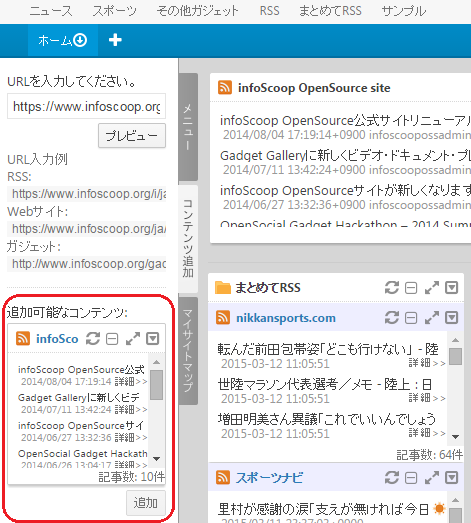 ニュース スポーツ その他ガジェット RSS まとめてRSS サンプル
ホーム
URLを入力してください。
https://www.infoscoop.org
プレビュー
URL入力例
RSS:
https://www.infoscoop.org/i/ja
Webサイト:
https://www.infoscoop.org/ja/
ガジェット:
http://www.infoscoop.org/gac
追加可能なコンテンツ:
infoSco
infoScoop OpenSource公式
2014/08/04 17:19:14 詳細>>
Gadget Galleryに新しくビデ
2014/07/11 13:42:24 詳細>>
infoScoop OpenSourceサイ
2014/06/27 13:32:36 詳細>>
OpenSocial Gadget Hackath
2014/06/26 13:04:17 詳細>>
記事数: 10件
追加
メニュー
コンテンツ追加
マイサイトマップ
infoScoop OpenSource site
infoScoop OpenSource公式サイトリニューアル
2014/08/04 17:19:14+0900 infoscoopossadmin
Gadget Galleryに新しくビデオ・ドキュメント・プレ
2014/07/11 13:42:24+0900 infoscoopossadmin
infoScoop OpenSourceサイトが新しくなります
2014/06/27 13:32:36+0900 infoscoopossadmin
OpenSocial Gadget Hackathon – 2014 Summ
まとめてRSS
nikkansports.com
転んだ前田包帯姿「どこも行けない」 - 陸
2015-03-12 11:05:51 詳細>>
世陸マラソン代表選考／メモ - 陸上 : 日
2015-03-12 11:05:51 詳細>>
増田明美さん異議「これでいいんでしょう
2015-03-12 11:05:51 詳細>>
記事数: 64件
スポーツナビ
里村が感謝の涙「支えが無ければ今日
2015/03/11 23:37:03+0900 詳細>>